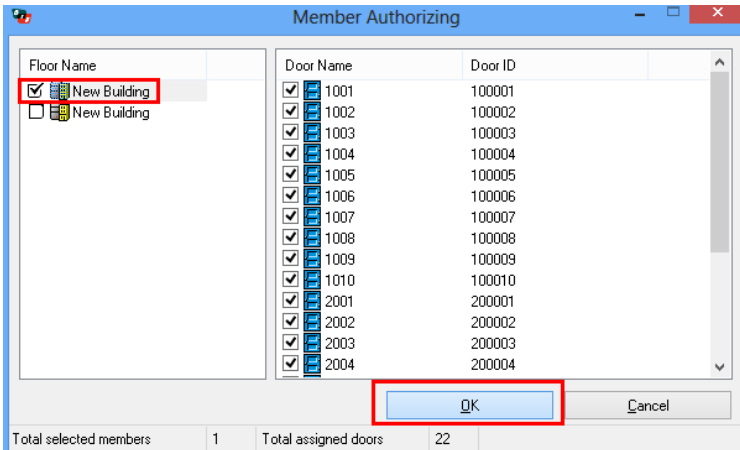 Member Authorizing
Floor Name
New Building
New Building
Door Name Door ID
1001 100001
1002 100002
1003 100003
1004 100004
1005 100005
1006 100006
1007 100007
1008 100008
1009 100009
1010 100010
2001 200001
2002 200002
2003 200003
2004 200004
OK Cancel
Total selected members 1 Total assigned doors 22